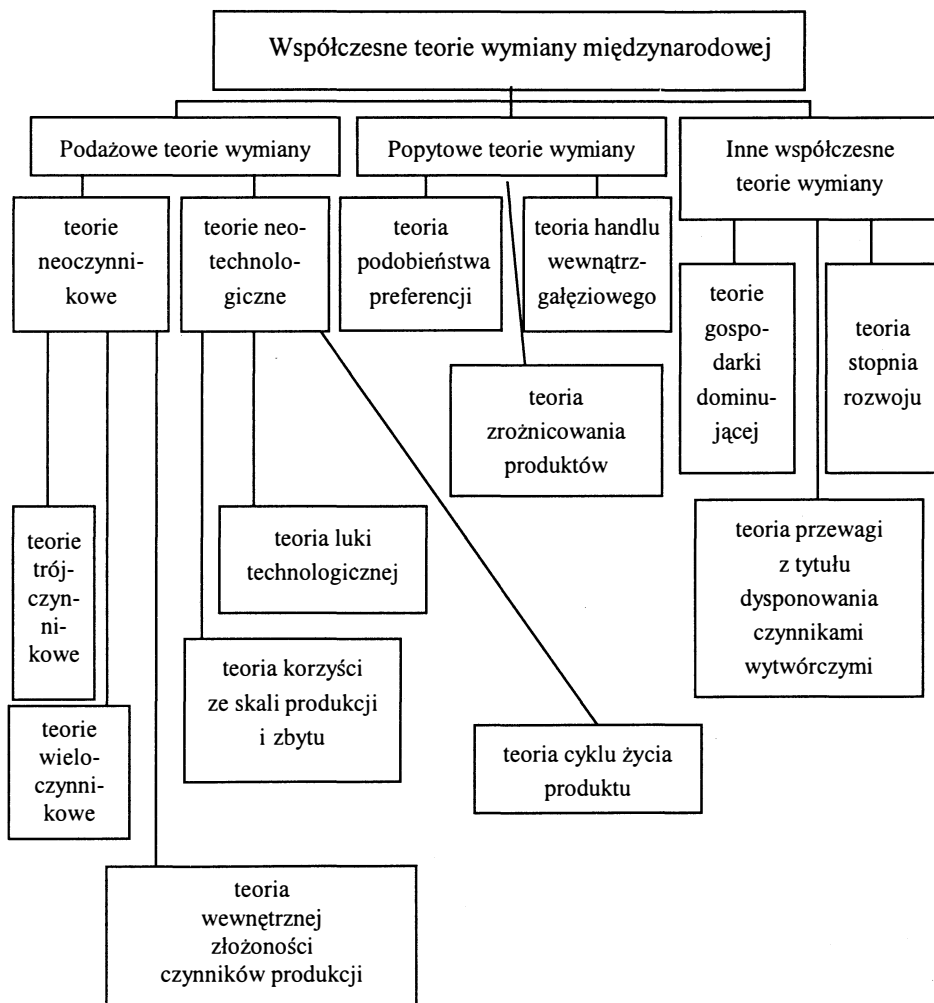 Współczesne teorie wymiany międzynarodowej
Podażowe teorie wymiany
Popytowe teorie wymiany
Inne współczesne
teorie wymiany
teorie
neoczynni-
kowe
teorie neo-
technolo-
giczne
teoria
podobieństwa
preferencji
teoria handlu
wewnątrz-
gałęziowego
teorie
gospo-
darki
dominu-
jącej
teoria
stopnia
rozwoju
teoria
zrożnicowania
produktów
teorie
trój-
czyn-
ni-
kowe
teoria luki
technologicznej
teoria przewagi
z tytułu
dysponowania
czynnikami
wytwórczymi
teoria korzyści
ze skali produkcji
i zbytu
teorie
wielo-
czynni-
kowe
teoria cyklu życia
produktu
teoria
wewnętrznej
złożoności
czynników produkcji